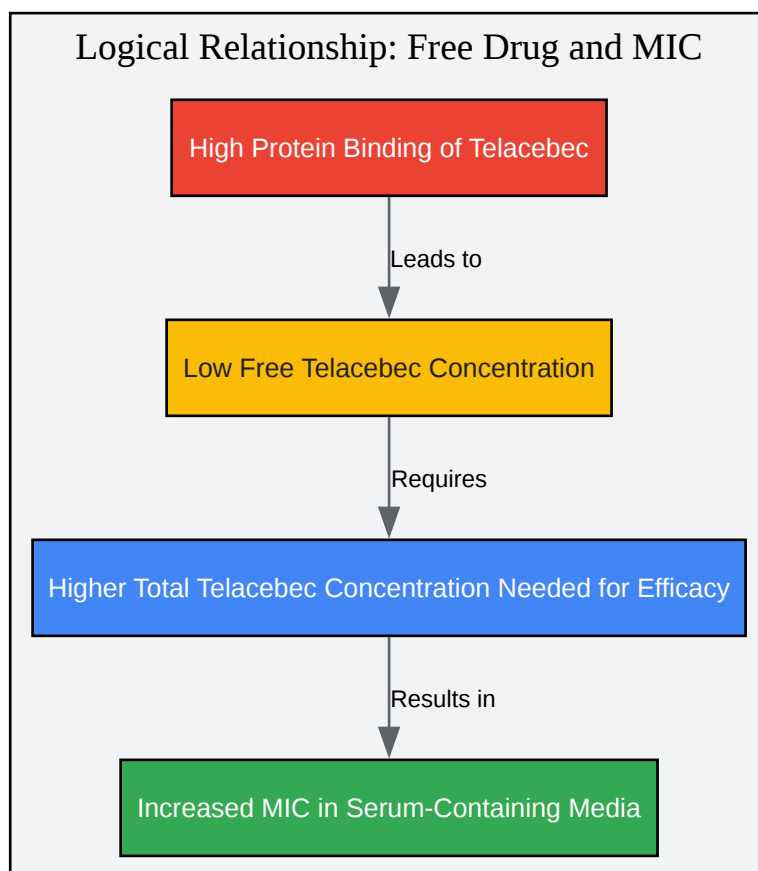 Logical Relationship: Free Drug and MIC
High Protein Binding of Telacebec
Leads to
Low Free Telacebec Concentration
Requires
Higher Total Telacebec Concentration Needed for Efficacy
Results in
Increased MIC in Serum-Containing Media